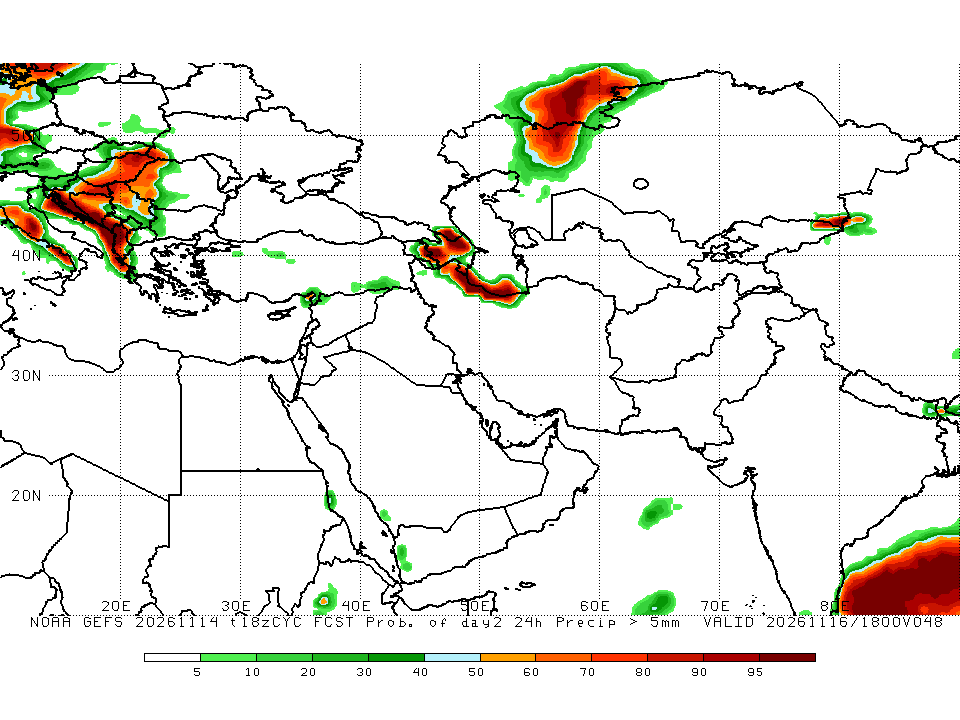 50N
40N
30N
20N
20E 30E 40E 50E 60E 70E 80E
NOAA GEFS 20261114 t18zCYC FCST Prob. of day2 24h Precip > 5mm VALID 20261116/1800V048
5 10 20 30 40 50 60 70 80 90 95